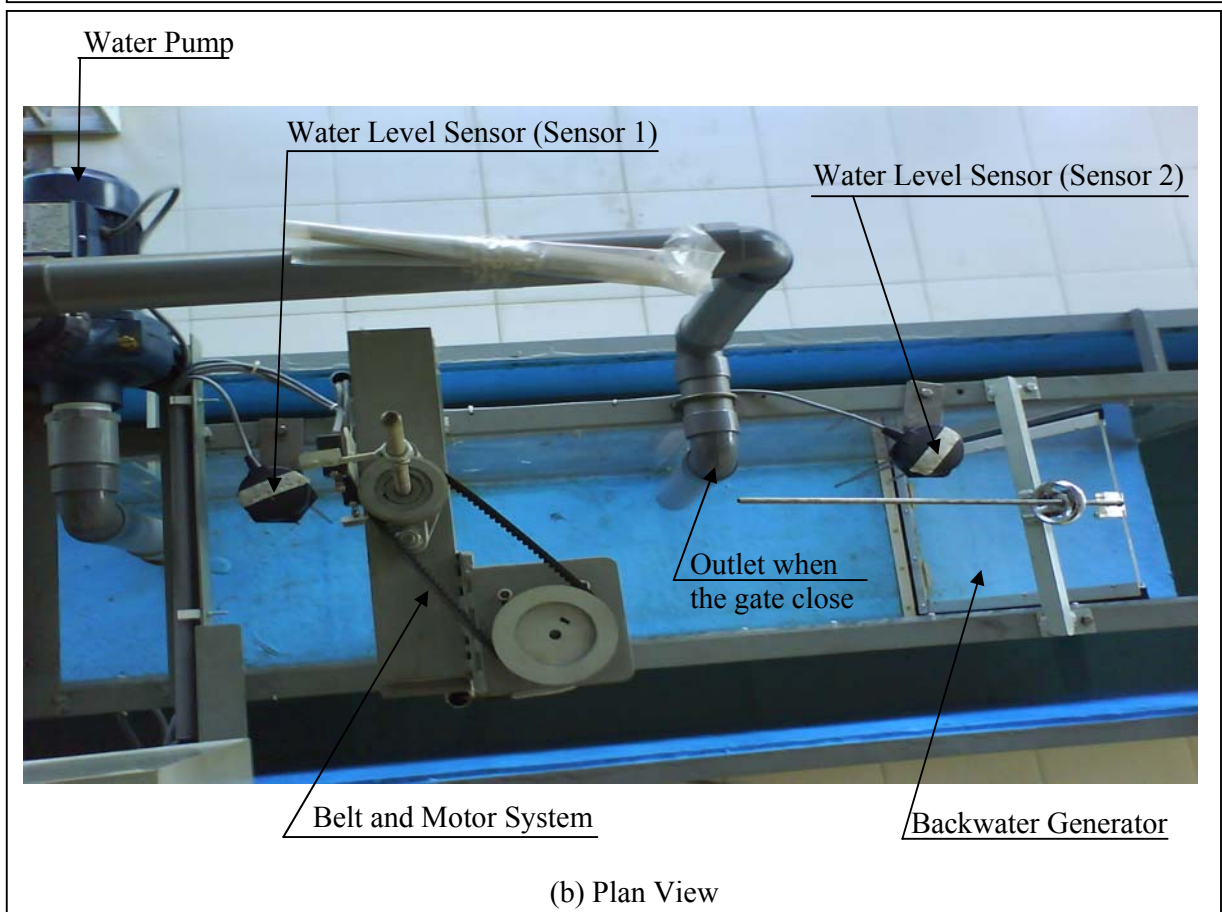 Water Pump
Water Level Sensor (Sensor 1)
Water Level Sensor (Sensor 2)
Outlet when
the gate close
Belt and Motor System
Backwater Generator
(b) Plan View